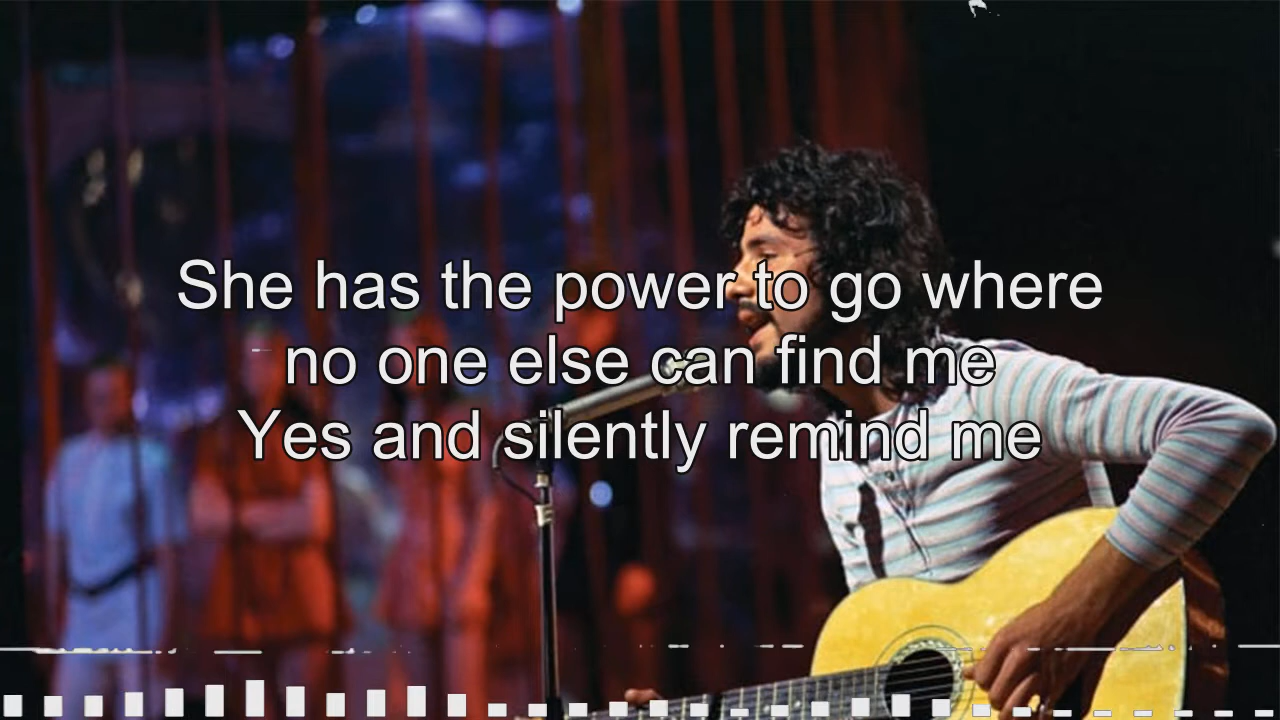 She has the power to go where
no one else can find me
Yes and silently remind me